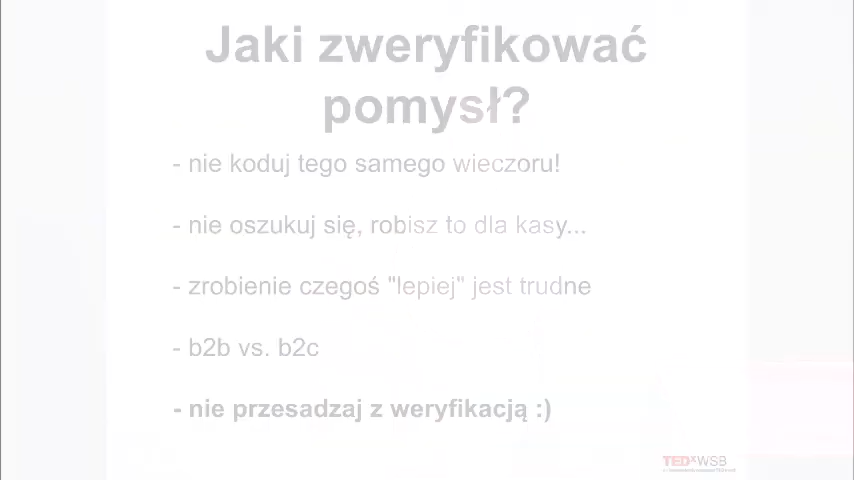 Jaki zweryfikować
pomysł?
- nie koduj tego samego wieczoru!
- nie oszukuj się, robisz to dla kasy...
- zrobienie czegoś "lepiej" jest trudne
- b2b vs. b2c
- nie przesadzaj z weryfikacją :)
TEDxWSB